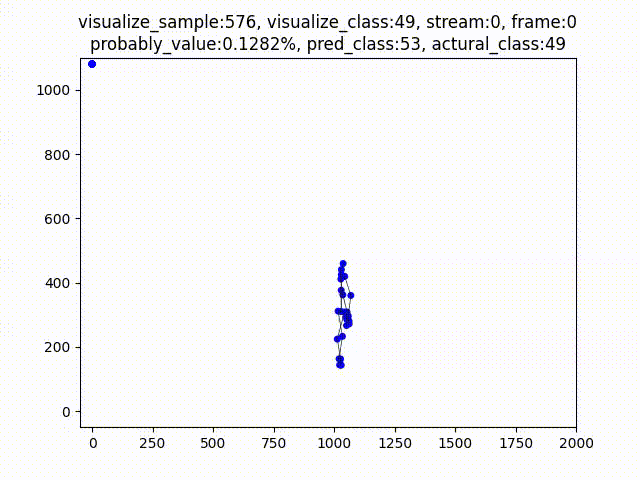 visualize_sample:576, visualize_class:49, stream:0, frame:0
probably_value:0.1282%, pred_class:53, actural_class:49
1000
800
600
400
200
0
0 250 500 750 1000 1250 1500 1750 2000